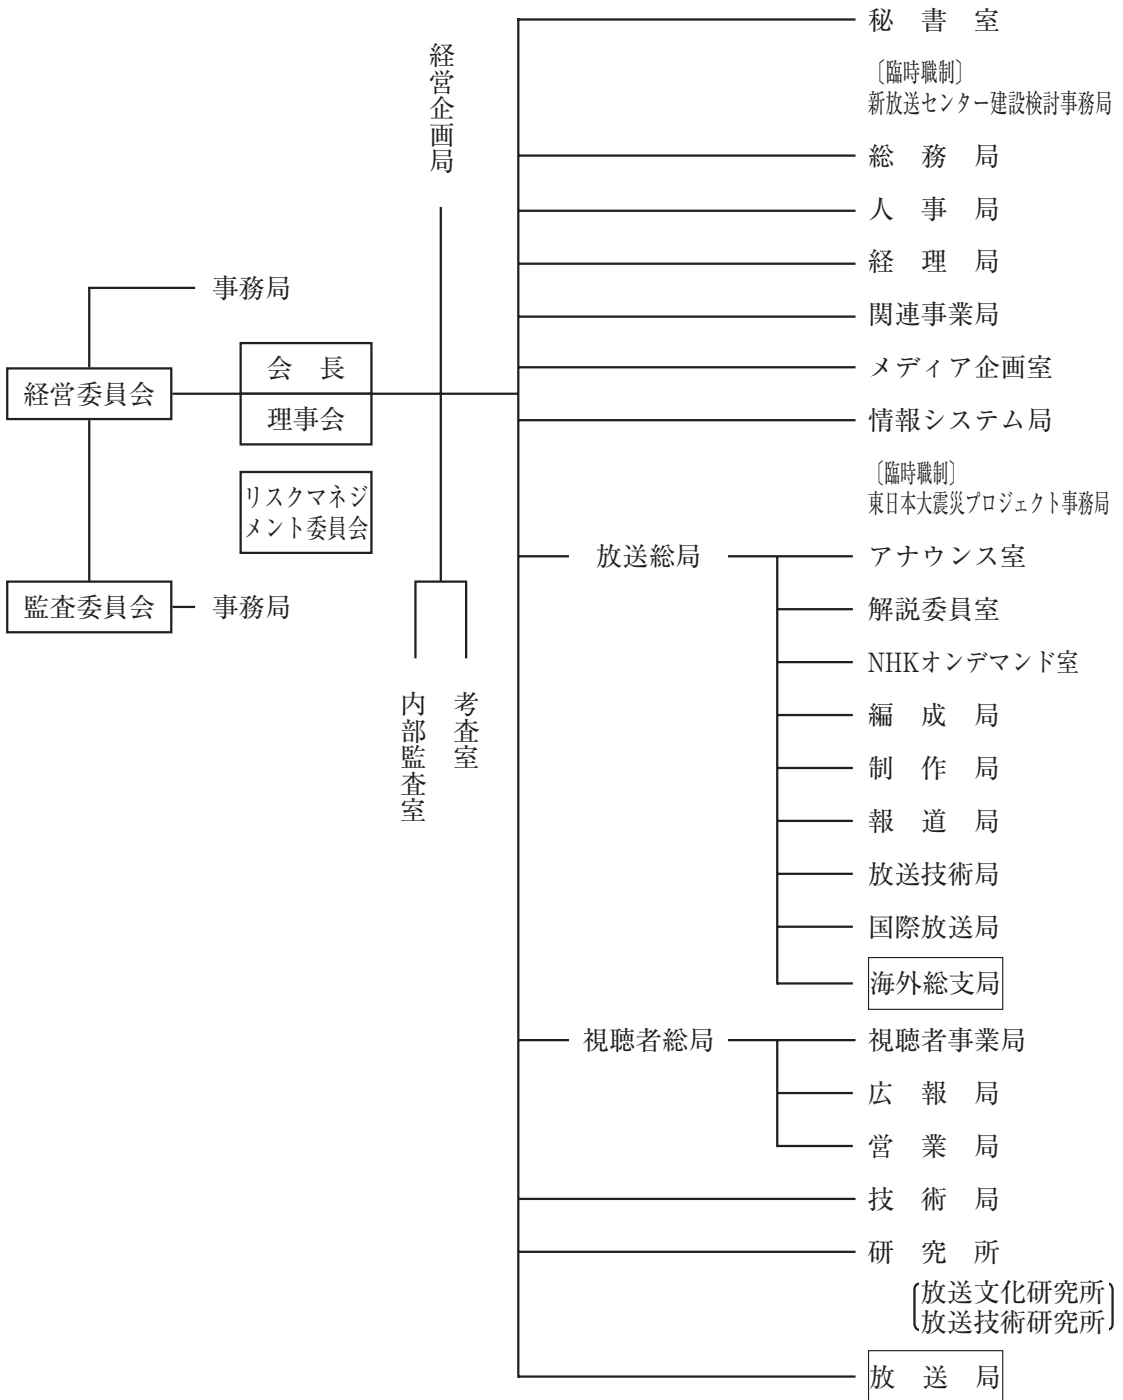 経営企画局
事務局
経営委員会
会　長
理事会
リスクマネジ
メント委員会
監査委員会
事務局
内部監査室
考査室
秘　書　室
〔臨時職制〕
新放送センター建設検討事務局
総　務　局
人　事　局
経　理　局
関連事業局
メディア企画室
情報システム局
〔臨時職制〕
東日本大震災プロジェクト事務局
放送総局
アナウンス室
解説委員室
NHKオンデマンド室
編　成　局
制　作　局
報　道　局
放送技術局
国際放送局
海外総支局
視聴者総局
視聴者事業局
広　報　局
営　業　局
技　術　局
研　究　所
放送文化研究所
放送技術研究所
放　送　局